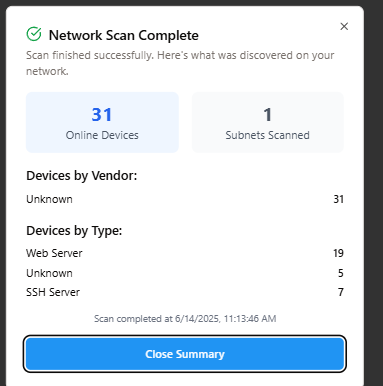 Network Scan Complete
Scan finished successfully. Here's what was discovered on your
network.
31
Online Devices
1
Subnets Scanned
Devices by Vendor:
Unknown 31
Devices by Type:
Web Server 19
Unknown 5
SSH Server 7
Scan completed at 6/14/2025, 11:13:46 AM
Close Summary